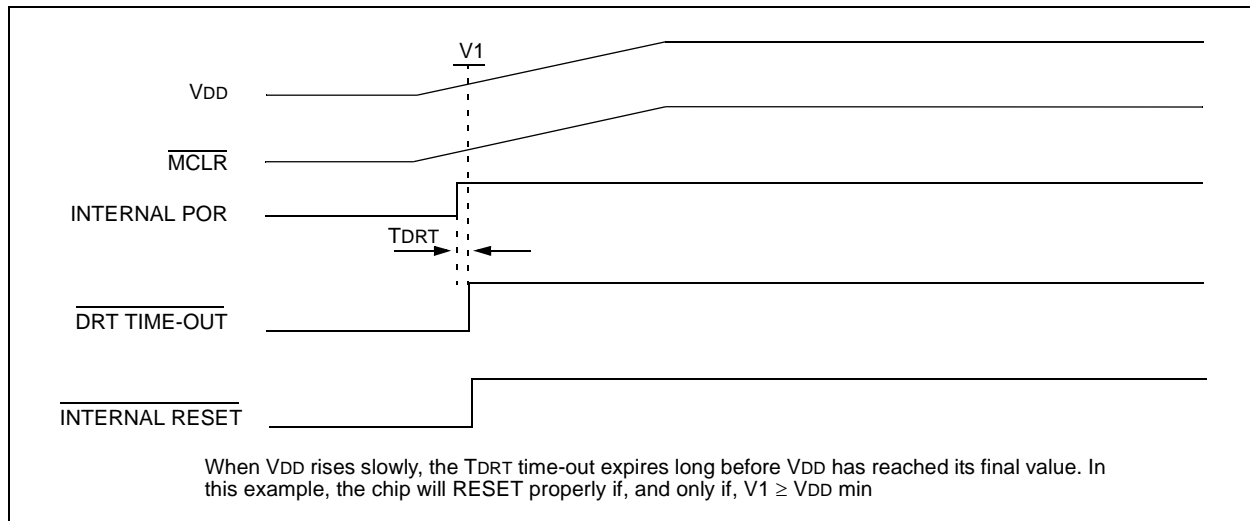 V1
VDD
MCLR
INTERNAL POR
TDRT
DRT TIME-OUT
INTERNAL RESET
When VDD rises slowly, the TDRT time-out expires long before VDD has reached its final value. In
this example, the chip will RESET properly if, and only if, V1 ≥ VDD min